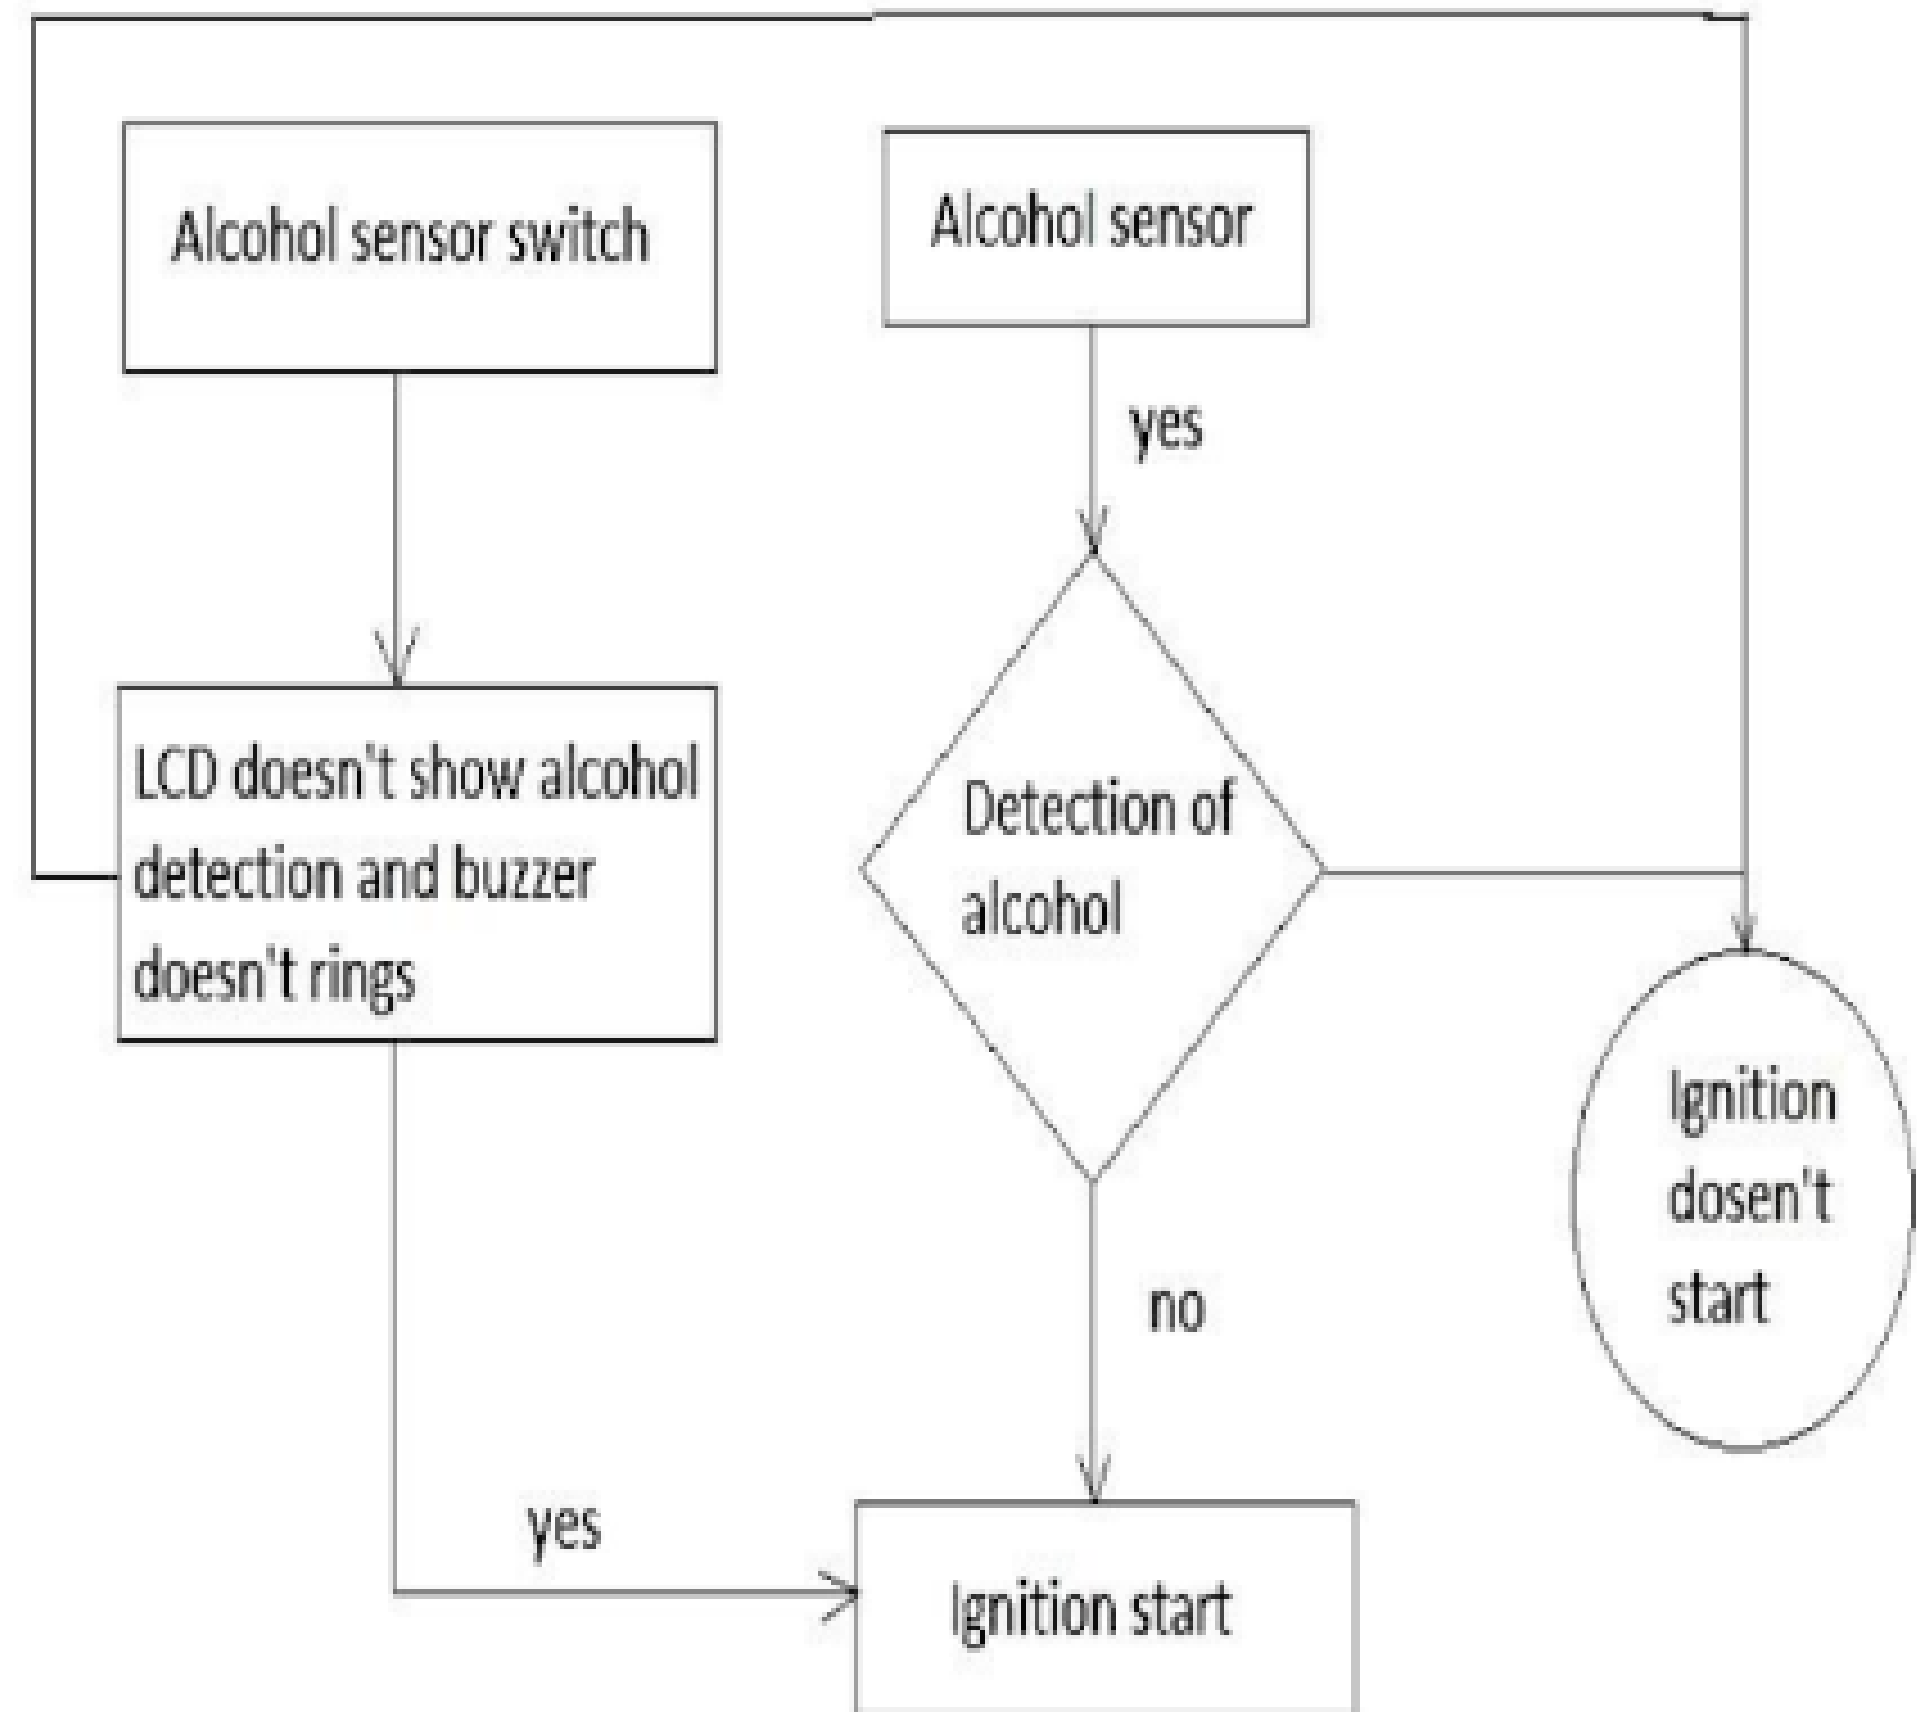 Alcohol sensor switch
Alcohol sensor
yes
LCD doesn't show alcohol
detection and buzzer
doesn't rings
Detection of
alcohol
Ignition
dosen't
start
no
yes
Ignition start